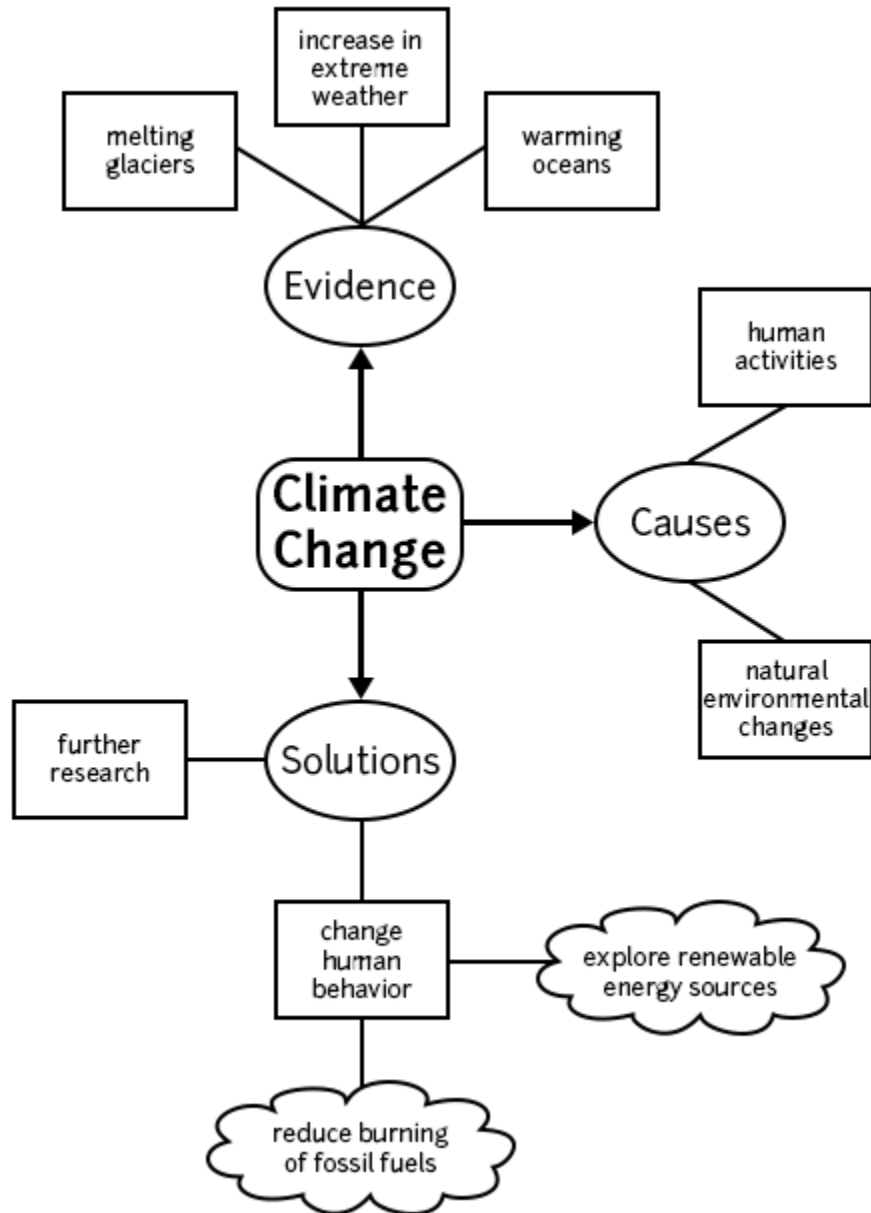 increase in
extreme
weather
melting
glaciers
warming
oceans
Evidence
human
activities
Climate
Change
Causes
natural
environmental
changes
further
research
Solutions
change
human
behavior
explore renewable
energy sources
reduce burning
of fossil fuels